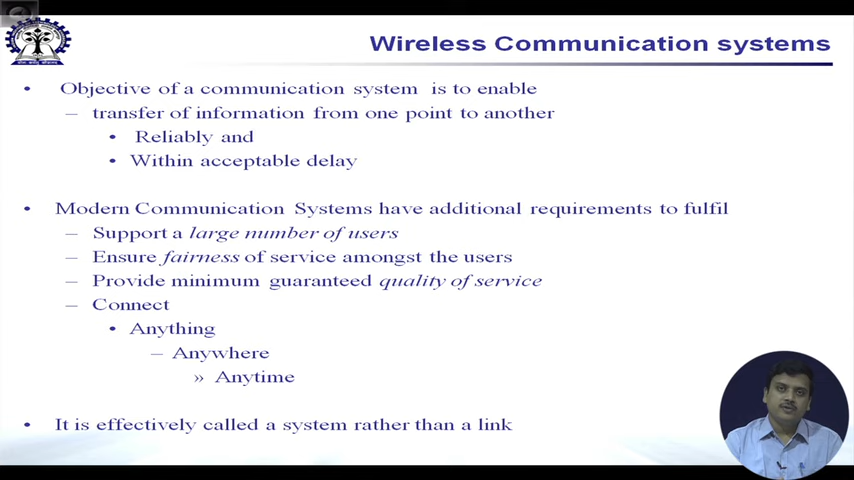 Wireless Communication systems
• Objective of a communication system is to enable
– transfer of information from one point to another
• Reliably and
• Within acceptable delay
• Modern Communication Systems have additional requirements to fulfil
– Support a large number of users
– Ensure fairness of service amongst the users
– Provide minimum guaranteed quality of service
– Connect
• Anything
– Anywhere
» Anytime
• It is effectively called a system rather than a link